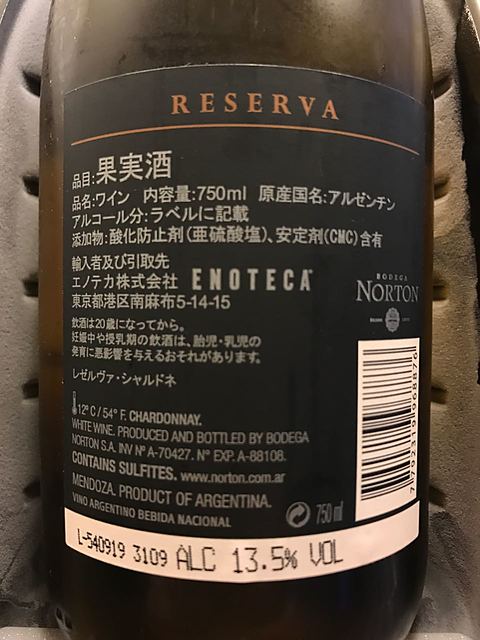 RESERVA
品目:果実酒
品名:ワイン 内容量:750ml 原産国名:アルゼンチン
アルコール分:ラベルに記載
添加物:酸化防止剤(亜硫酸塩)、安定剤(CMC)含有
輸入者及び引取先
エノテカ株式会社 ENOTECA
東京都港区南麻布5-14-15
BODEGA
NORTON
飲酒は20歳になってから。
妊娠中や授乳期の飲酒は、胎児・乳児の
発育に悪影響を与えるおそれがあります。
レゼルヴァ・シャルドネ
12° C / 54° F. CHARDONNAY.
WHITE WINE. PRODUCED AND BOTTLED BY BODEGA
NORTON S.A. INV Nº A-70427. N° EXP. A-88108.
CONTAINS SULFITES. www.norton.com.ar
MENDOZA. PRODUCT OF ARGENTINA.
VINO ARGENTINO BEBIDA NACIONAL
750 ml
7792319968876
L-540919 3109 ALC 13.5% VOL